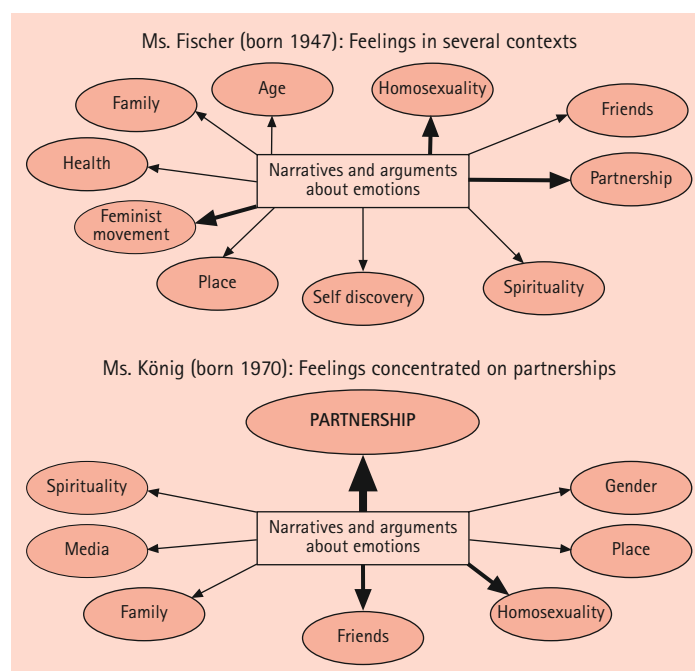 Ms. Fischer (born 1947): Feelings in several contexts
Age
Homosexuality
Family
Friends
Health
Narratives and arguments
about emotions
Partnership
Feminist
movement
Place
Self discovery
Spirituality
Ms. König (born 1970): Feelings concentrated on partnerships
PARTNERSHIP
Spirituality
Gender
Narratives and arguments
about emotions
Media
Place
Family
Friends
Homosexuality